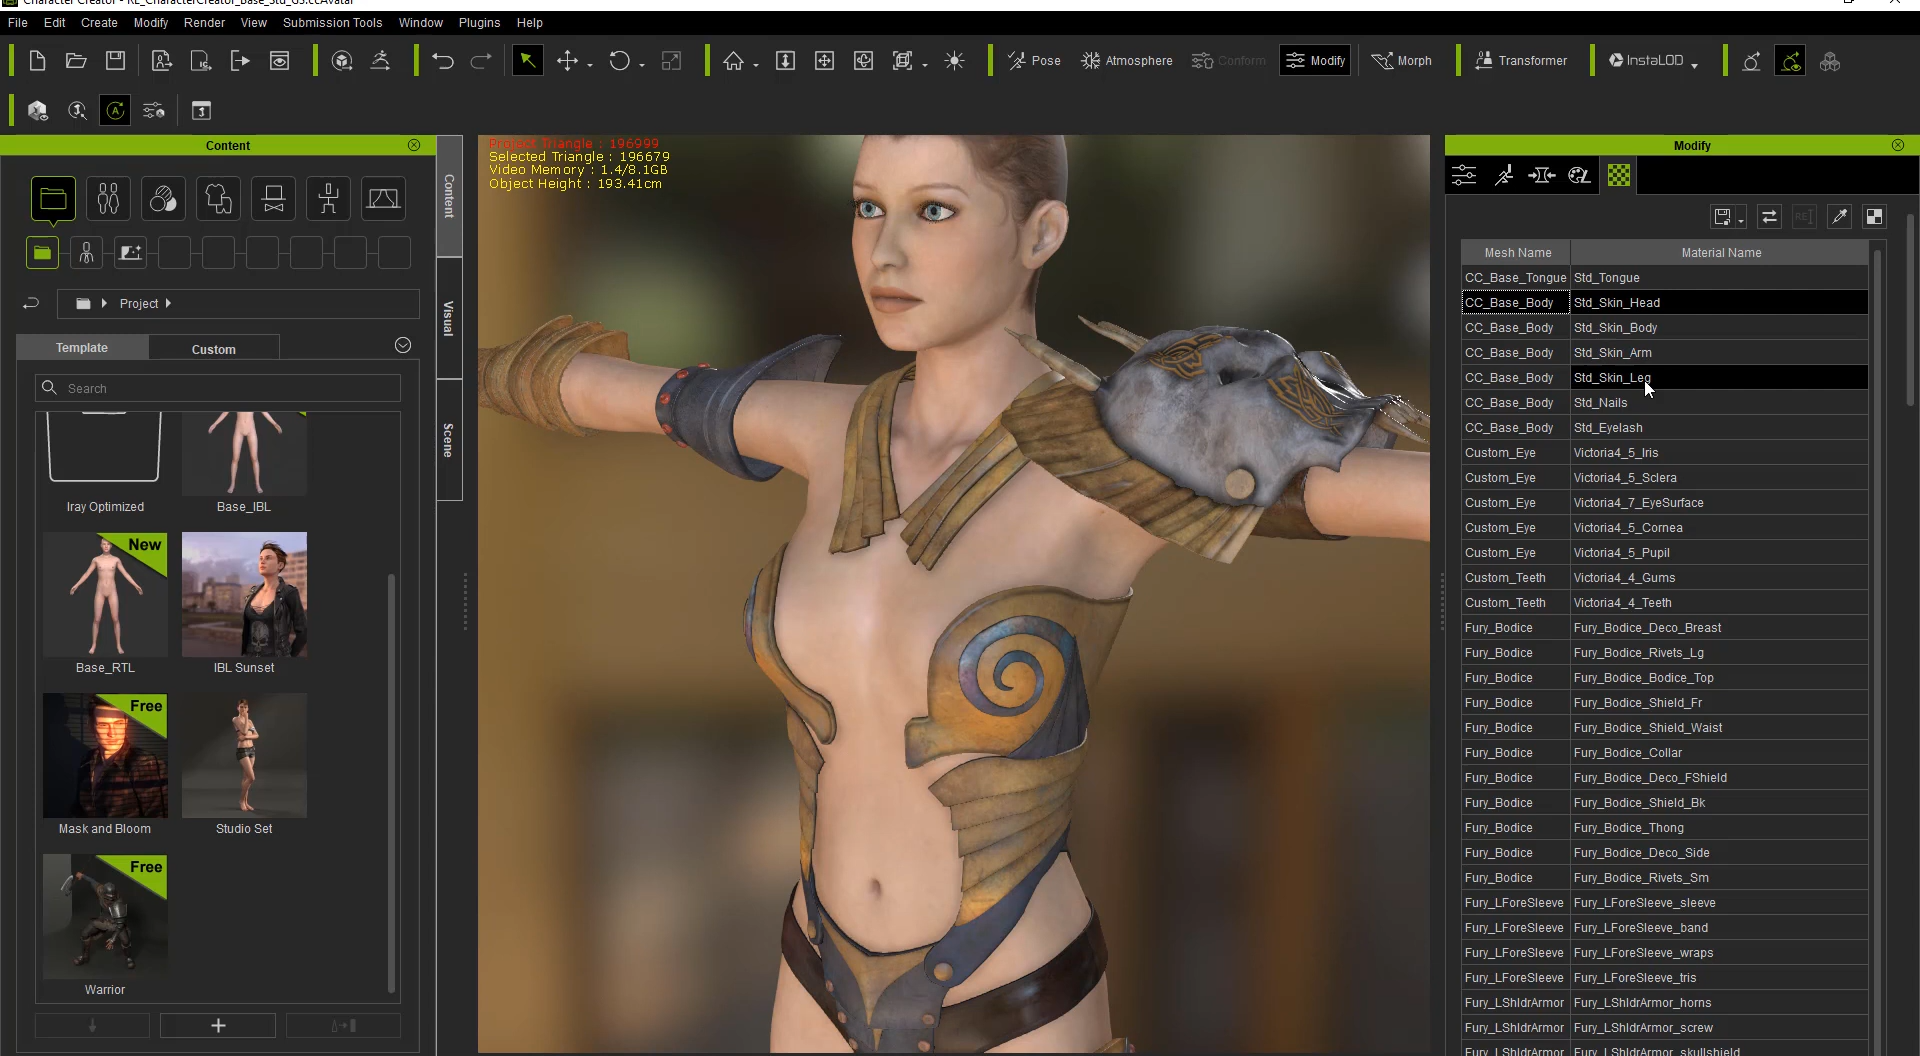 Character Creator - RL_CharacterCreator_Base_Std_G3.ccAvatar
File Edit Create Modify Render View Submission Tools Window Plugins Help
Pose Atmosphere Conform Modify Morph Transformer InstaLOD
Content
Modify
Content
Visual
Scene
Project
Template Custom
Search
Iray Optimized Base_IBL
New
Base_RTL IBL Sunset
Free
Mask and Bloom Studio Set
Free
Warrior
Project Triangle : 196999
Selected Triangle : 196679
Video Memory : 1.4/8.1GB
Object Height : 193.41cm
Mesh Name Material Name
CC_Base_Tongue Std_Tongue
CC_Base_Body Std_Skin_Head
CC_Base_Body Std_Skin_Body
CC_Base_Body Std_Skin_Arm
CC_Base_Body Std_Skin_Leg
CC_Base_Body Std_Nails
CC_Base_Body Std_Eyelash
Custom_Eye Victoria4_5_Iris
Custom_Eye Victoria4_5_Sclera
Custom_Eye Victoria4_7_EyeSurface
Custom_Eye Victoria4_5_Cornea
Custom_Eye Victoria4_5_Pupil
Custom_Teeth Victoria4_4_Gums
Custom_Teeth Victoria4_4_Teeth
Fury_Bodice Fury_Bodice_Deco_Breast
Fury_Bodice Fury_Bodice_Rivets_Lg
Fury_Bodice Fury_Bodice_Bodice_Top
Fury_Bodice Fury_Bodice_Shield_Fr
Fury_Bodice Fury_Bodice_Shield_Waist
Fury_Bodice Fury_Bodice_Collar
Fury_Bodice Fury_Bodice_Deco_FShield
Fury_Bodice Fury_Bodice_Shield_Bk
Fury_Bodice Fury_Bodice_Thong
Fury_Bodice Fury_Bodice_Deco_Side
Fury_Bodice Fury_Bodice_Rivets_Sm
Fury_LForeSleeve Fury_LForeSleeve_sleeve
Fury_LForeSleeve Fury_LForeSleeve_band
Fury_LForeSleeve Fury_LForeSleeve_wraps
Fury_LForeSleeve Fury_LForeSleeve_tris
Fury_LShldrArmor Fury_LShldrArmor_horns
Fury_LShldrArmor Fury_LShldrArmor_screw
Fury_LShldrArmor Fury_LShldrArmor_skullshield